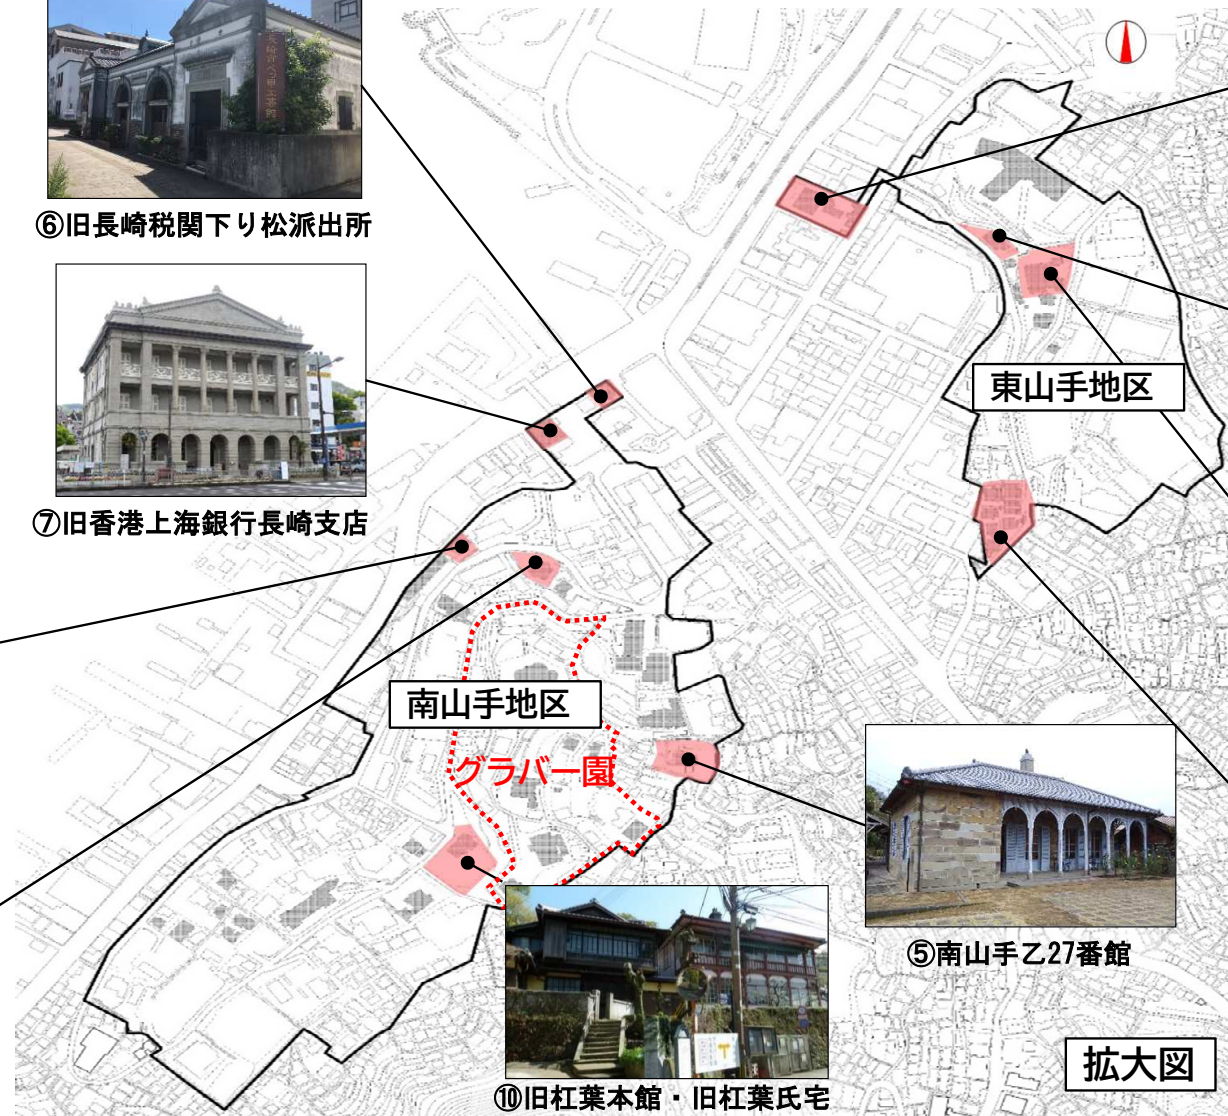 ⑥旧長崎税関下り松派出所
⑦旧香港上海銀行長崎支店
東山手地区
南山手地区
グラバー園
⑤南山手乙27番館
⑩旧杠葉本館・旧杠葉氏宅
拡大図